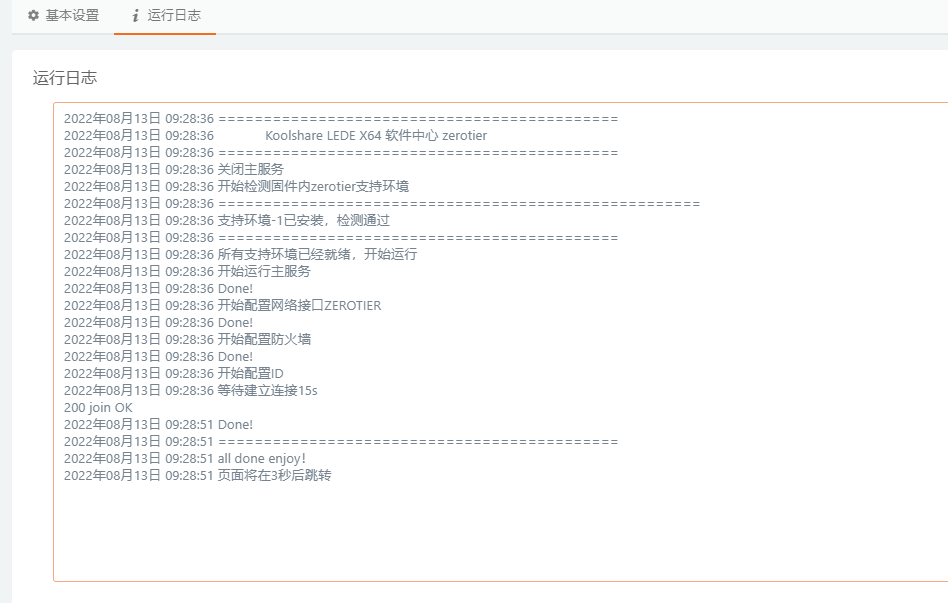 基本设置 运行日志
运行日志
2022年08月13日 09:28:36 ============================================
2022年08月13日 09:28:36 Koolshare LEDE X64 软件中心 zerotier
2022年08月13日 09:28:36 ============================================
2022年08月13日 09:28:36 关闭主服务
2022年08月13日 09:28:36 开始检测固件内zerotier支持环境
2022年08月13日 09:28:36 =====================================================
2022年08月13日 09:28:36 支持环境-1已安装，检测通过
2022年08月13日 09:28:36 ============================================
2022年08月13日 09:28:36 所有支持环境已经就绪，开始运行
2022年08月13日 09:28:36 开始运行主服务
2022年08月13日 09:28:36 Done!
2022年08月13日 09:28:36 开始配置网络接口ZEROTIER
2022年08月13日 09:28:36 Done!
2022年08月13日 09:28:36 开始配置防火墙
2022年08月13日 09:28:36 Done!
2022年08月13日 09:28:36 开始配置ID
2022年08月13日 09:28:36 等待建立连接15s
200 join OK
2022年08月13日 09:28:51 Done!
2022年08月13日 09:28:51 ============================================
2022年08月13日 09:28:51 all done enjoy！
2022年08月13日 09:28:51 页面将在3秒后跳转